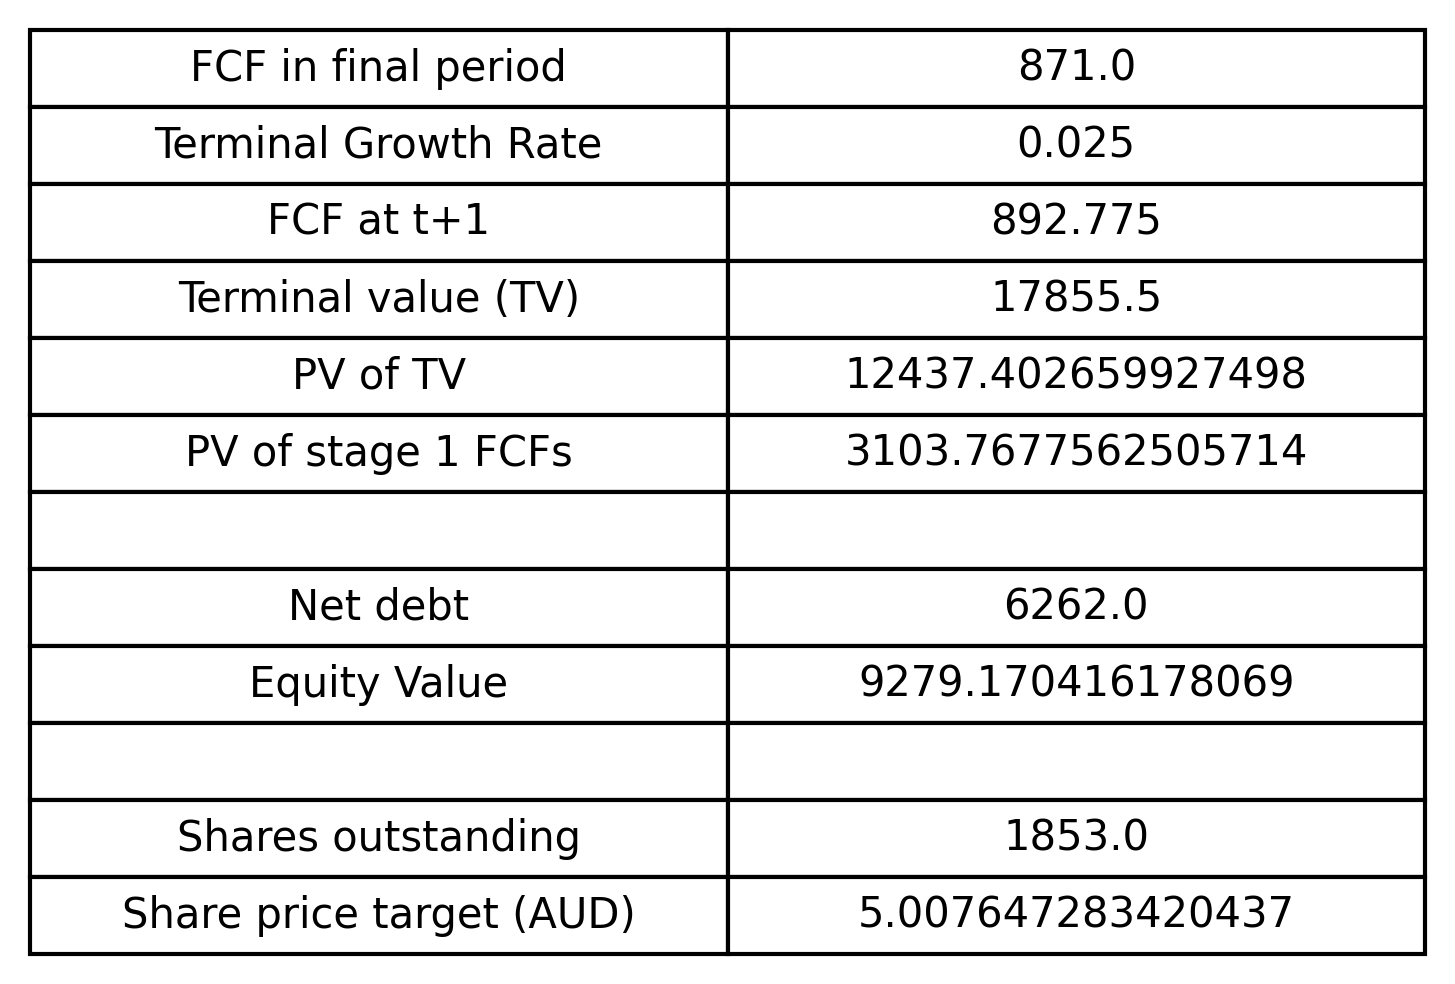 FCF in final period 871.0
Terminal Growth Rate 0.025
FCF at t+1 892.775
Terminal value (TV) 17855.5
PV of TV 12437.402659927498
PV of stage 1 FCFs 3103.7677562505714
Net debt 6262.0
Equity Value 9279.170416178069
Shares outstanding 1853.0
Share price target (AUD) 5.007647283420437